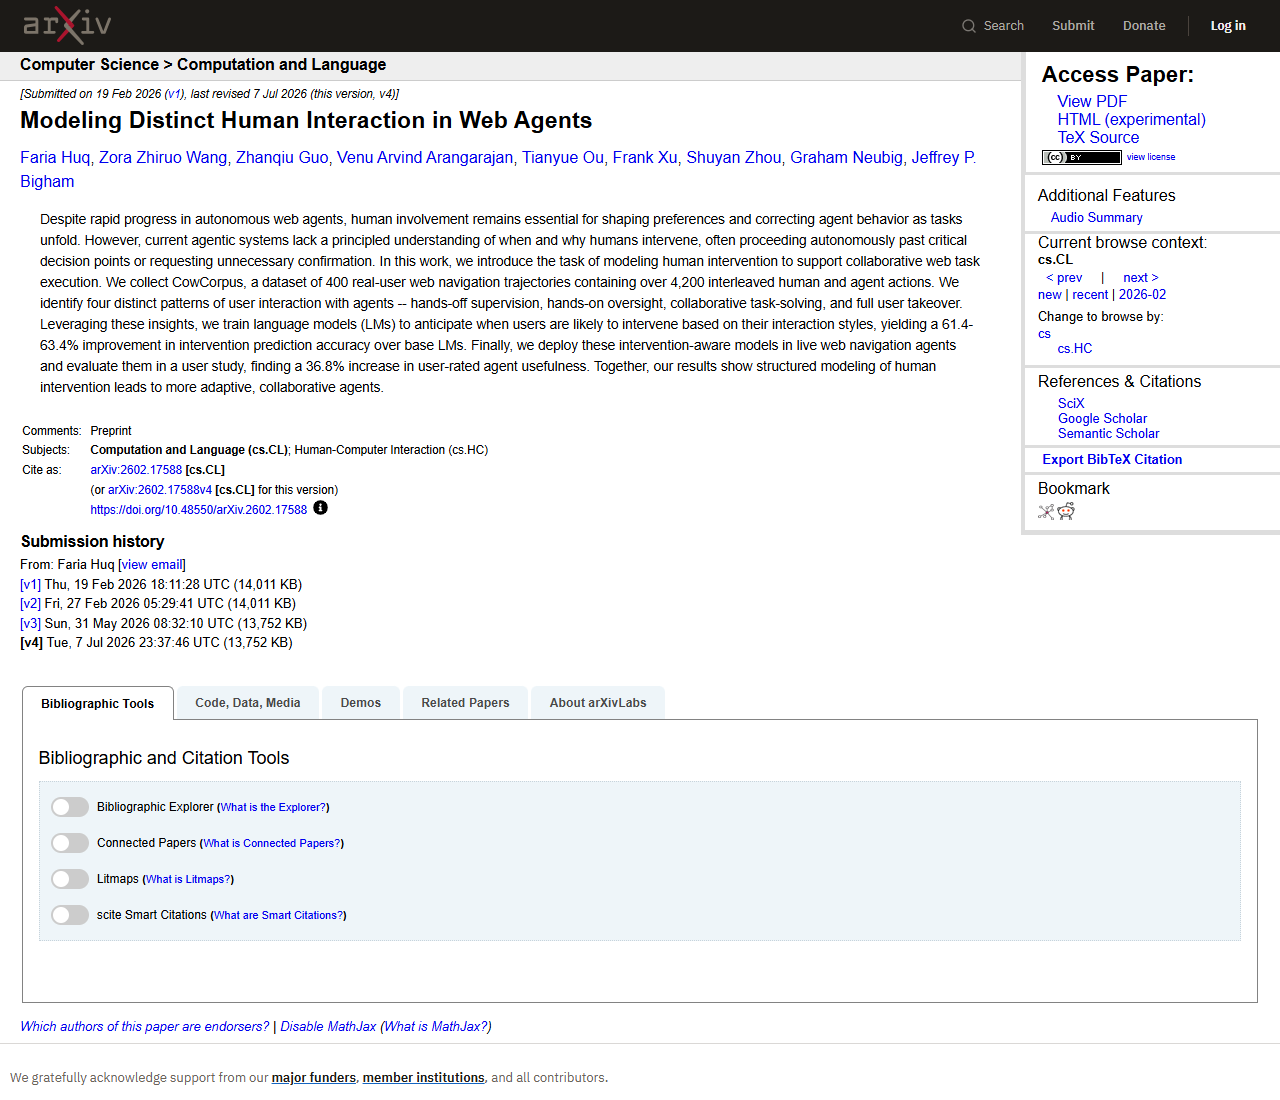 arXiv
Search
Submit
Donate
Log in
Computer Science > Computation and Language
[Submitted on 19 Feb 2026 (v1), last revised 7 Jul 2026 (this version, v4)]
Modeling Distinct Human Interaction in Web Agents
Faria Huq, Zora Zhiruo Wang, Zhanqiu Guo, Venu Arvind Arangarajan, Tianyue Ou, Frank Xu, Shuyan Zhou, Graham Neubig, Jeffrey P.
Bigham
Despite rapid progress in autonomous web agents, human involvement remains essential for shaping preferences and correcting agent behavior as tasks
unfold. However, current agentic systems lack a principled understanding of when and why humans intervene, often proceeding autonomously past critical
decision points or requesting unnecessary confirmation. In this work, we introduce the task of modeling human intervention to support collaborative web task
execution. We collect CowCorpus, a dataset of 400 real-user web navigation trajectories containing over 4,200 interleaved human and agent actions. We
identify four distinct patterns of user interaction with agents -- hands-off supervision, hands-on oversight, collaborative task-solving, and full user takeover.
Leveraging these insights, we train language models (LMs) to anticipate when users are likely to intervene based on their interaction styles, yielding a 61.4-
63.4% improvement in intervention prediction accuracy over base LMs. Finally, we deploy these intervention-aware models in live web navigation agents
and evaluate them in a user study, finding a 36.8% increase in user-rated agent usefulness. Together, our results show structured modeling of human
intervention leads to more adaptive, collaborative agents.
Comments: Preprint
Subjects: Computation and Language (cs.CL); Human-Computer Interaction (cs.HC)
Cite as: arXiv:2602.17588 [cs.CL]
(or arXiv:2602.17588v4 [cs.CL] for this version)
https://doi.org/10.48550/arXiv.2602.17588
Submission history
From: Faria Huq [view email]
[v1] Thu, 19 Feb 2026 18:11:28 UTC (14,011 KB)
[v2] Fri, 27 Feb 2026 05:29:41 UTC (14,011 KB)
[v3] Sun, 31 May 2026 08:32:10 UTC (13,752 KB)
[v4] Tue, 7 Jul 2026 23:37:46 UTC (13,752 KB)
Access Paper:
View PDF
HTML (experimental)
TeX Source
(cc) BY view license
Additional Features
Audio Summary
Current browse context:
cs.CL
< prev | next >
new | recent | 2026-02
Change to browse by:
cs
cs.HC
References & Citations
SciX
Google Scholar
Semantic Scholar
Export BibTeX Citation
Bookmark
Bibliographic Tools
Code, Data, Media
Demos
Related Papers
About arXivLabs
Bibliographic and Citation Tools
Bibliographic Explorer (What is the Explorer?)
Connected Papers (What is Connected Papers?)
Litmaps (What is Litmaps?)
scite Smart Citations (What are Smart Citations?)
Which authors of this paper are endorsers? | Disable MathJax (What is MathJax?)
We gratefully acknowledge support from our major funders, member institutions, and all contributors.